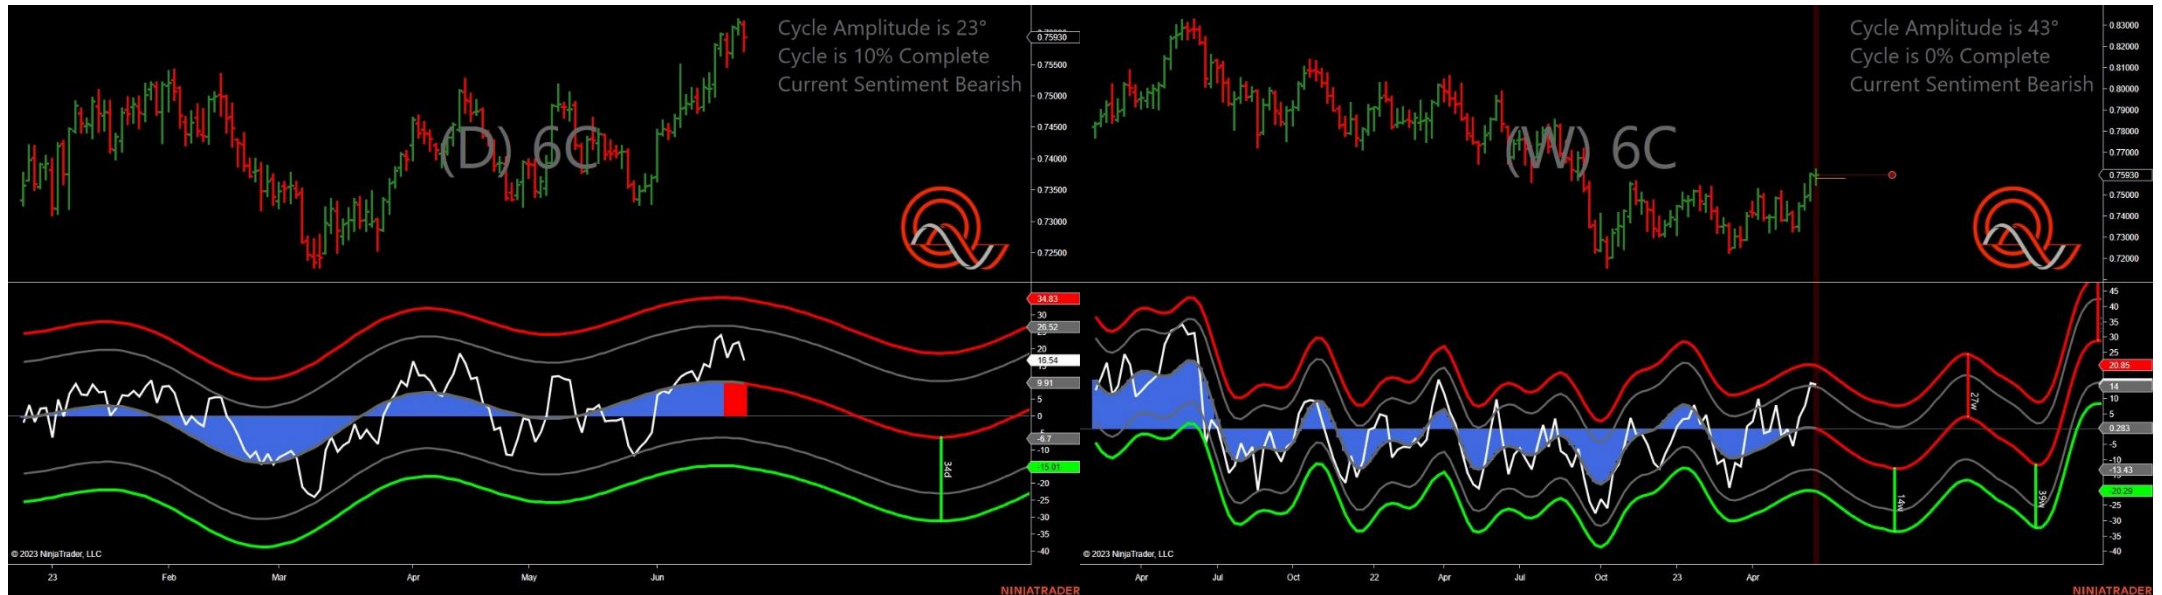 Cycle Amplitude is 23°
Cycle is 10% Complete
Current Sentiment Bearish
(D) 6C
0.75930
0.75500
0.75000
0.74500
0.74000
0.73500
0.73000
0.72500
34.83
30
26.52
20
16.54
9.91
5
0
-6.7
-10
-15.01
-20
-25
-30
-35
-40
34d
© 2023 NinjaTrader, LLC
23
Feb
Mar
Apr
May
Jun
NINJATRADER
Cycle Amplitude is 43°
Cycle is 0% Complete
Current Sentiment Bearish
(W) 6C
0.83000
0.82000
0.81000
0.80000
0.79000
0.78000
0.77000
0.75930
0.75000
0.74000
0.73000
0.72000
45
40
35
30
25
20.85
14
10
5
0.283
-5
-10
-13.43
-20.29
-25
-30
-35
-40
14w
27w
39w
© 2023 NinjaTrader, LLC
Apr
Jul
Oct
22
Apr
Jul
Oct
23
Apr
NINJATRADER